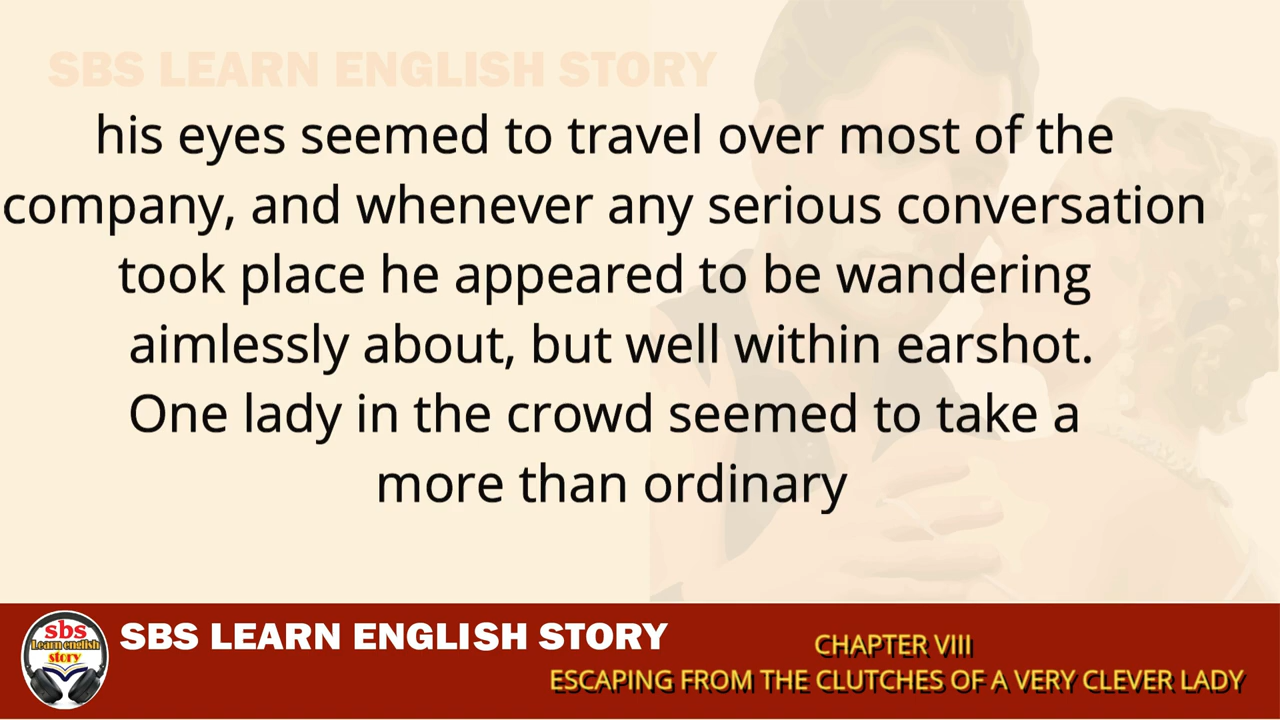 SBS LEARN ENGLISH STORY
his eyes seemed to travel over most of the
company, and whenever any serious conversation
took place he appeared to be wandering
aimlessly about, but well within earshot.
One lady in the crowd seemed to take a
more than ordinary
sbs
Learn english
story
SBS LEARN ENGLISH STORY
CHAPTER VIII
ESCAPING FROM THE CLUTCHES OF A VERY CLEVER LADY